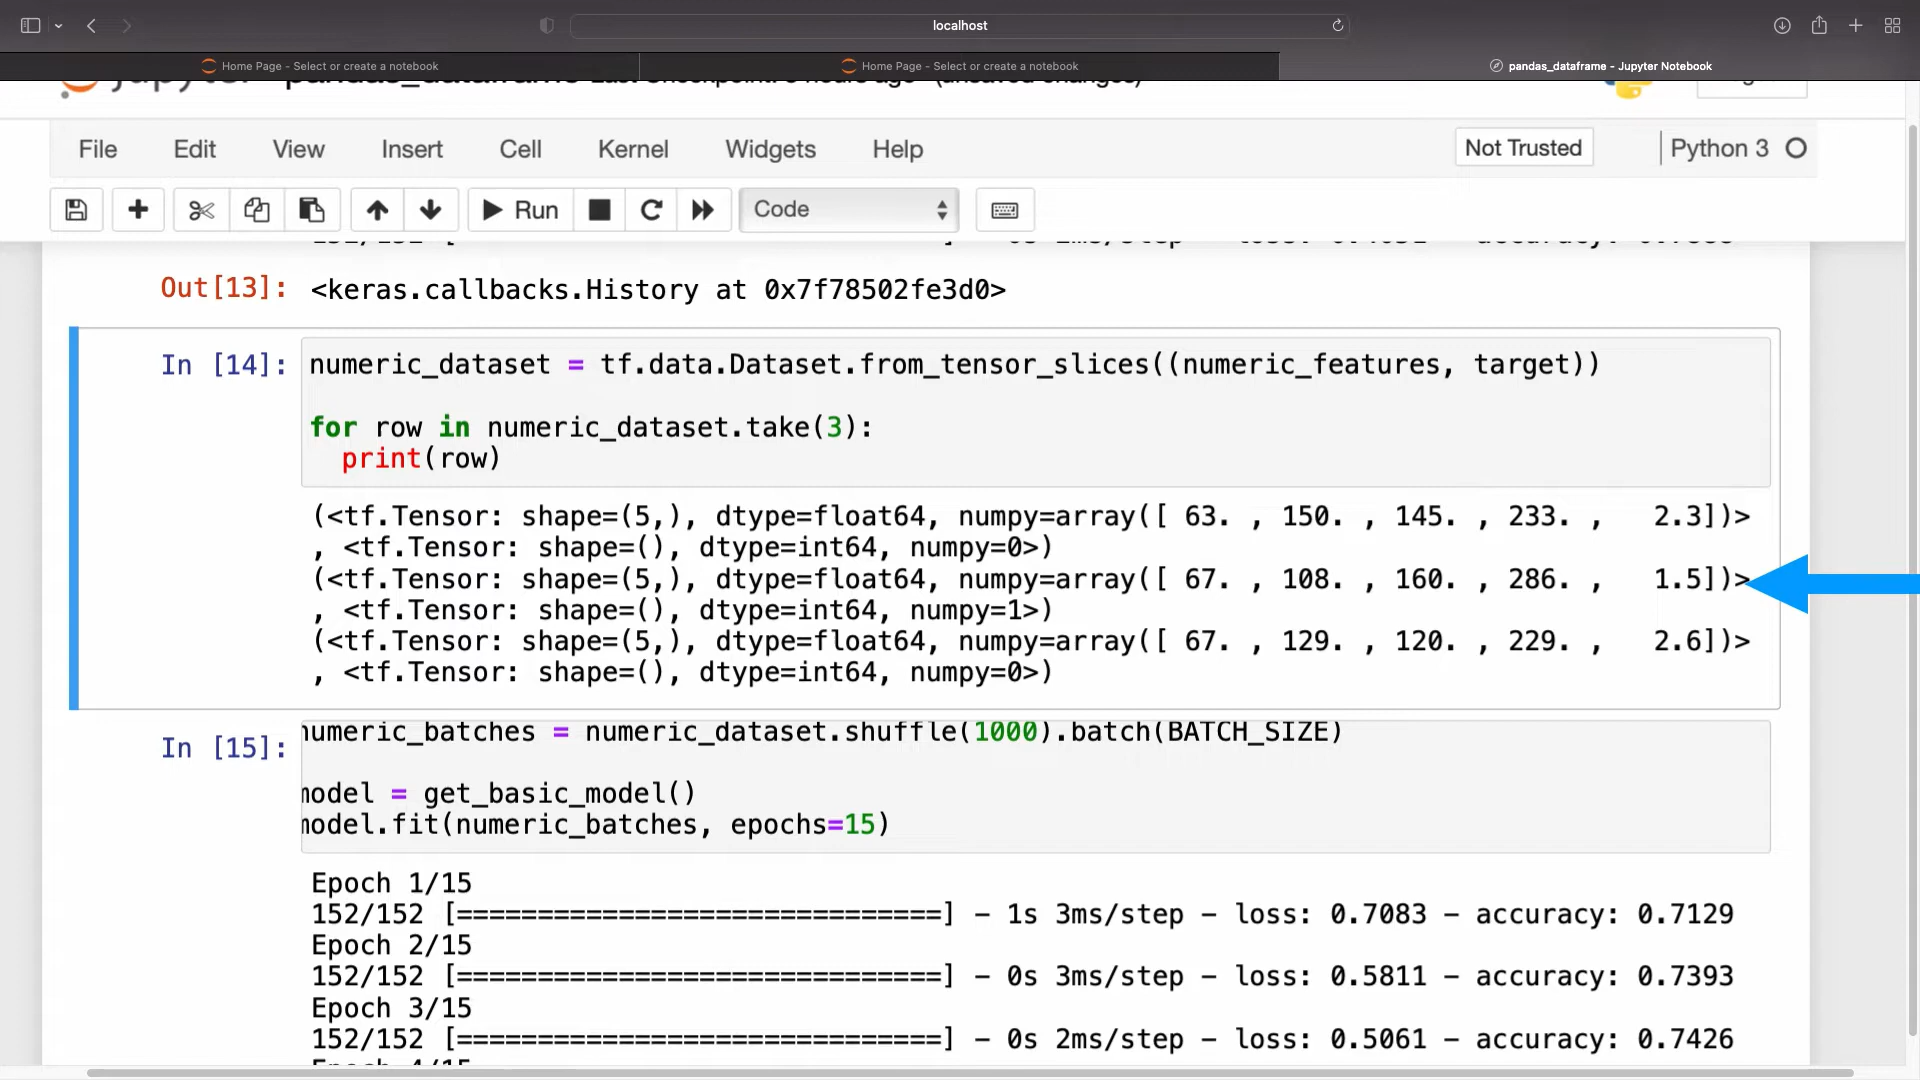 localhost
Home Page - Select or create a notebook
Home Page - Select or create a notebook
pandas_dataframe - Jupyter Notebook
File Edit View Insert Cell Kernel Widgets Help Not Trusted Python 3
Run Code
Out[13]: <keras.callbacks.History at 0x7f78502fe3d0>
In [14]: numeric_dataset = tf.data.Dataset.from_tensor_slices((numeric_features, target))
for row in numeric_dataset.take(3):
print(row)
(<tf.Tensor: shape=(5,), dtype=float64, numpy=array([ 63. , 150. , 145. , 233. , 2.3])>
, <tf.Tensor: shape=(), dtype=int64, numpy=0>)
(<tf.Tensor: shape=(5,), dtype=float64, numpy=array([ 67. , 108. , 160. , 286. , 1.5])>
, <tf.Tensor: shape=(), dtype=int64, numpy=1>)
(<tf.Tensor: shape=(5,), dtype=float64, numpy=array([ 67. , 129. , 120. , 229. , 2.6])>
, <tf.Tensor: shape=(), dtype=int64, numpy=0>)
In [15]: numeric_batches = numeric_dataset.shuffle(1000).batch(BATCH_SIZE)
model = get_basic_model()
model.fit(numeric_batches, epochs=15)
Epoch 1/15
152/152 [==============================] - 1s 3ms/step - loss: 0.7083 - accuracy: 0.7129
Epoch 2/15
152/152 [==============================] - 0s 3ms/step - loss: 0.5811 - accuracy: 0.7393
Epoch 3/15
152/152 [==============================] - 0s 2ms/step - loss: 0.5061 - accuracy: 0.7426